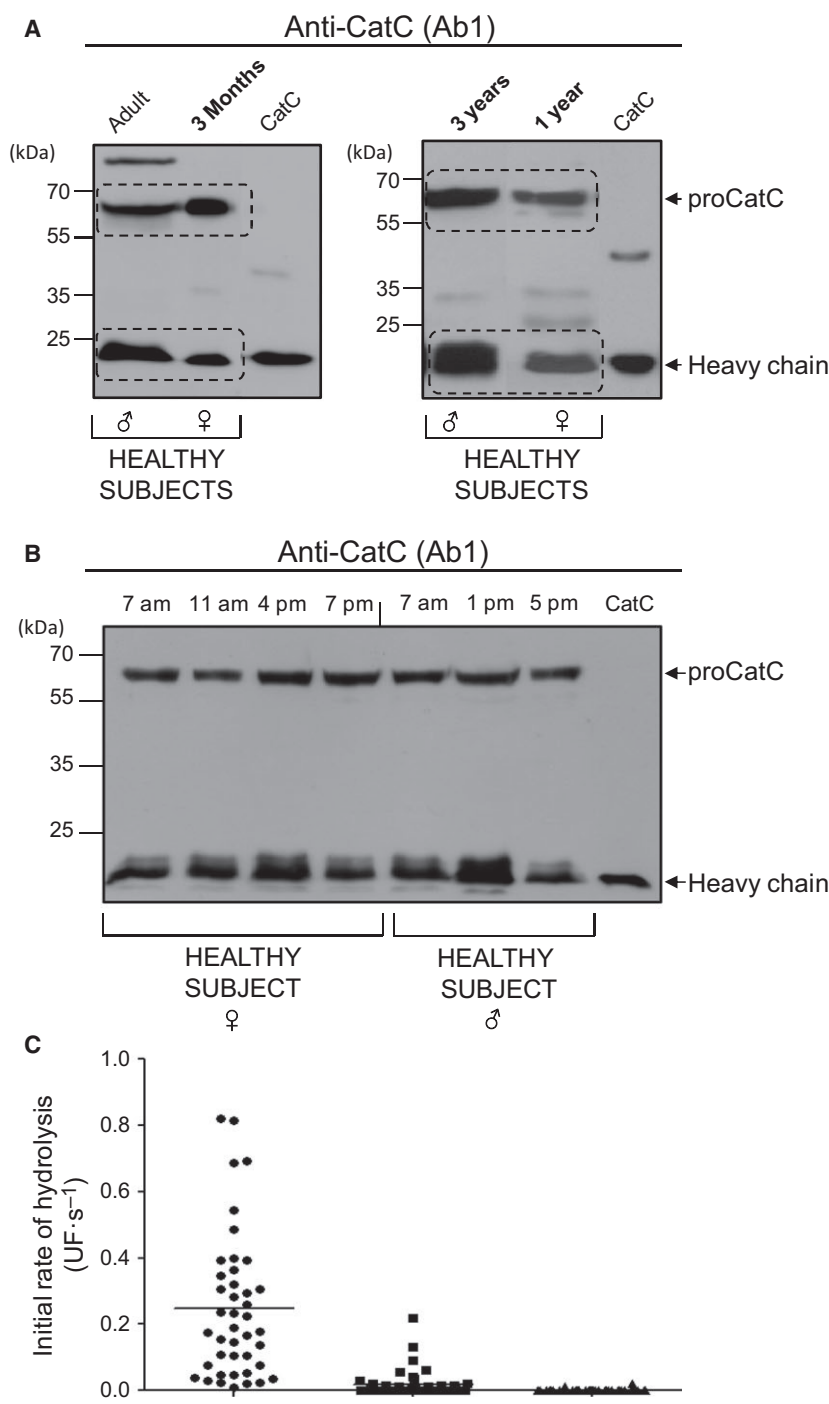 A
Anti-CatC (Ab1)
Adult 3 Months CatC
3 years 1 year CatC
(kDa)
70
55
35
25
(kDa)
70
55
35
25
proCatC
Heavy chain
♂ ♀
HEALTHY
SUBJECTS
♂ ♀
HEALTHY
SUBJECTS
B
Anti-CatC (Ab1)
7 am 11 am 4 pm 7 pm 7 am 1 pm 5 pm CatC
(kDa)
70
55
35
25
proCatC
Heavy chain
HEALTHY
SUBJECT
♀
HEALTHY
SUBJECT
♂
C
Initial rate of hydrolysis
(UF·s⁻¹)
1.0
0.8
0.6
0.4
0.2
0.0